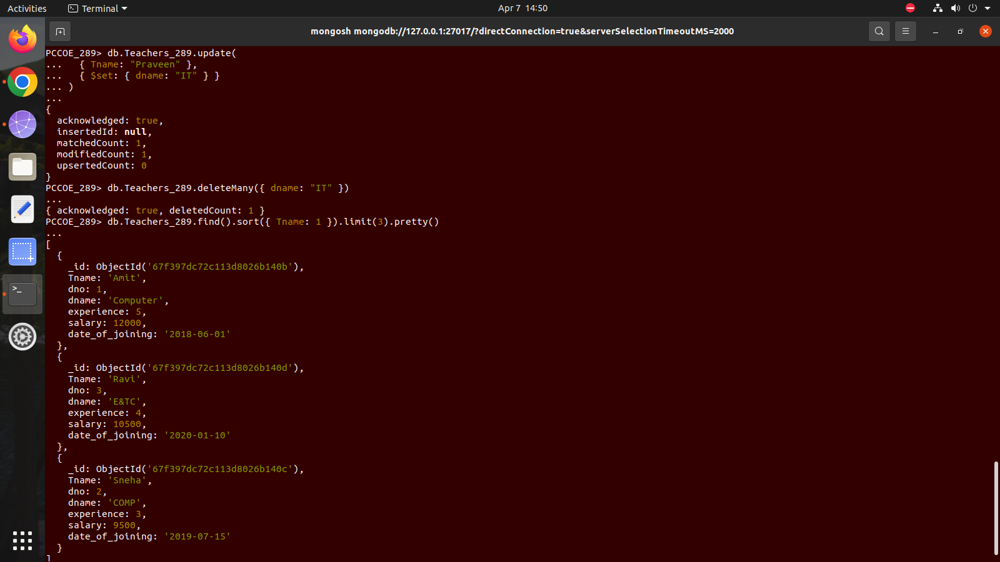 Activities Terminal Apr 7 14:50
mongosh mongodb://127.0.0.1:27017/?directConnection=true&serverSelectionTimeoutMS=2000
PCCOE_289> db.Teachers_289.update(
...   { Tname: "Praveen" },
...   { $set: { dname: "IT" } }
... )
...
{
  acknowledged: true,
  insertedId: null,
  matchedCount: 1,
  modifiedCount: 1,
  upsertedCount: 0
}
PCCOE_289> db.Teachers_289.deleteMany({ dname: "IT" })
...
{ acknowledged: true, deletedCount: 1 }
PCCOE_289> db.Teachers_289.find().sort({ Tname: 1 }).limit(3).pretty()
...
[
  {
    _id: ObjectId('67f397dc72c113d8026b140b'),
    Tname: 'Amit',
    dno: 1,
    dname: 'Computer',
    experience: 5,
    salary: 12000,
    date_of_joining: '2018-06-01'
  },
  {
    _id: ObjectId('67f397dc72c113d8026b140d'),
    Tname: 'Ravi',
    dno: 3,
    dname: 'E&TC',
    experience: 4,
    salary: 10500,
    date_of_joining: '2020-01-10'
  },
  {
    _id: ObjectId('67f397dc72c113d8026b140c'),
    Tname: 'Sneha',
    dno: 2,
    dname: 'COMP',
    experience: 3,
    salary: 9500,
    date_of_joining: '2019-07-15'
  }
]